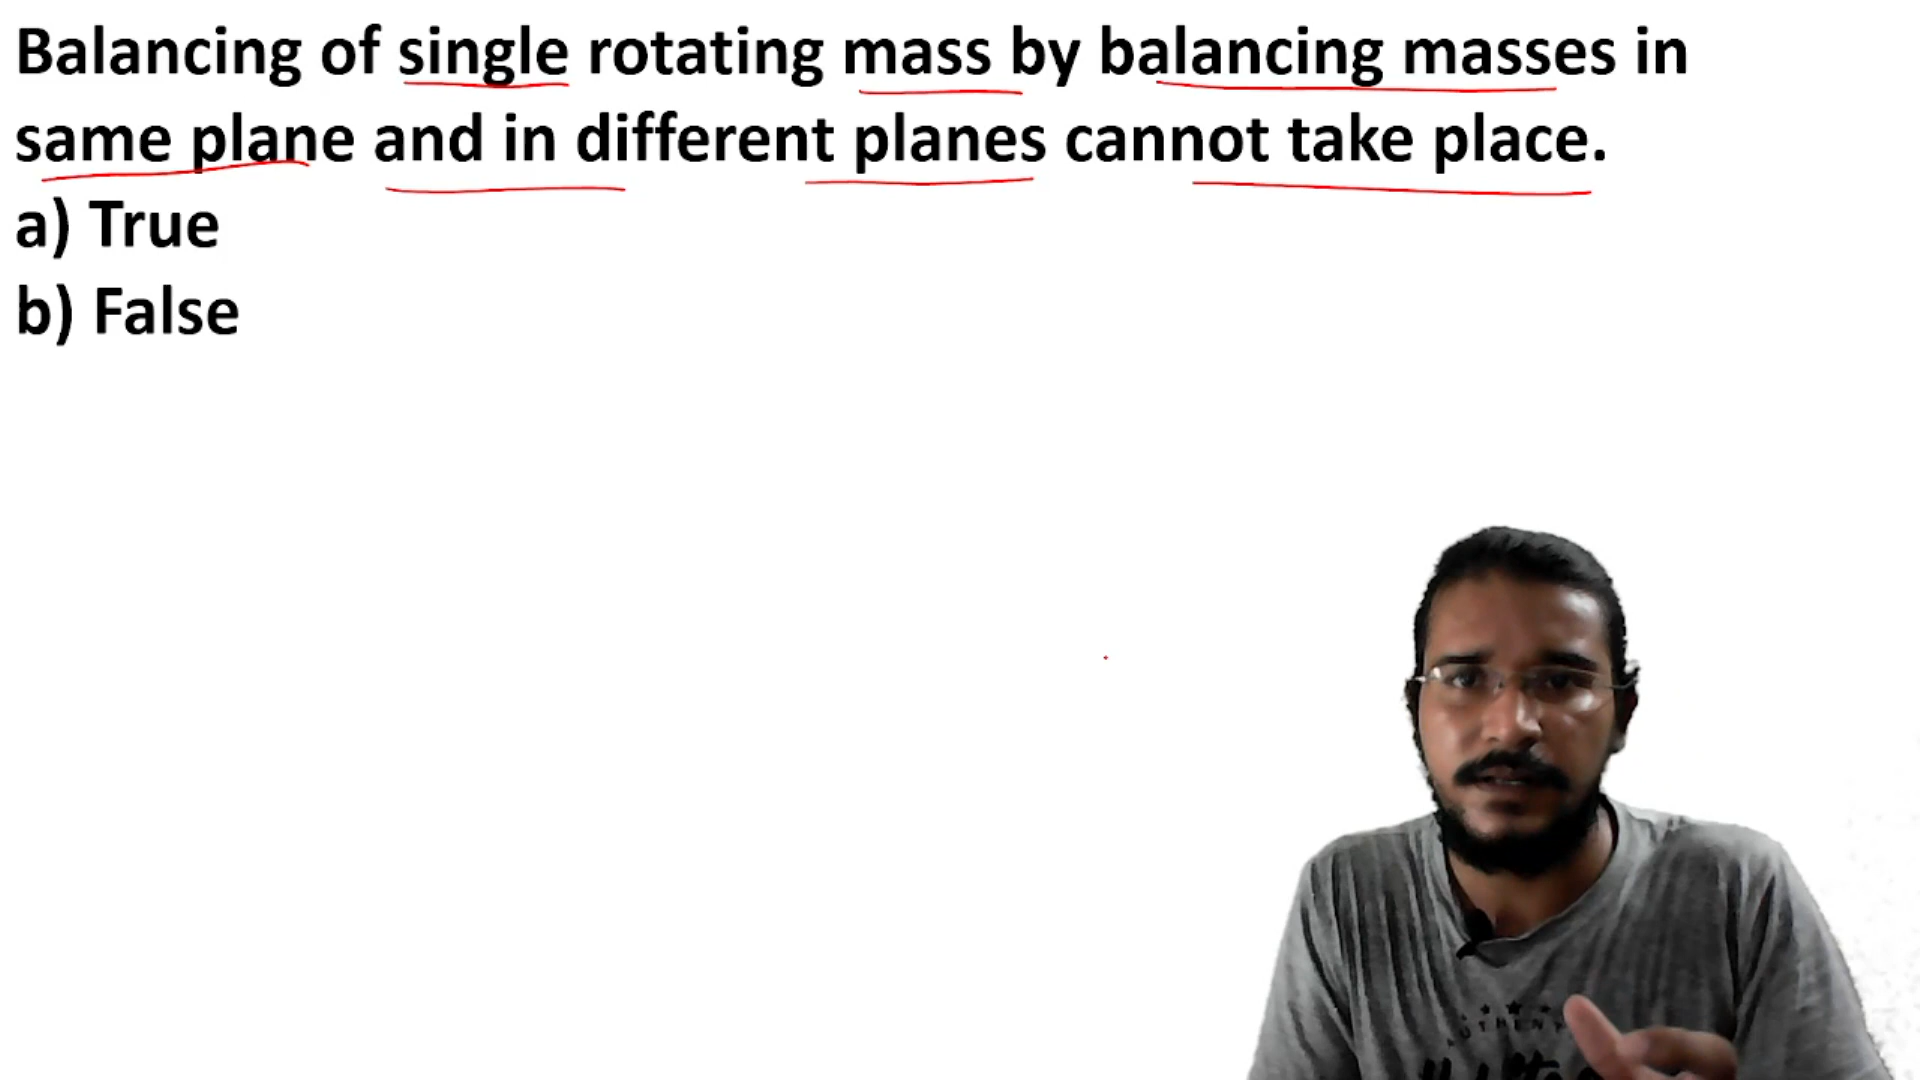 Balancing of single rotating mass by balancing masses in
same plane and in different planes cannot take place.
a) True
b) False